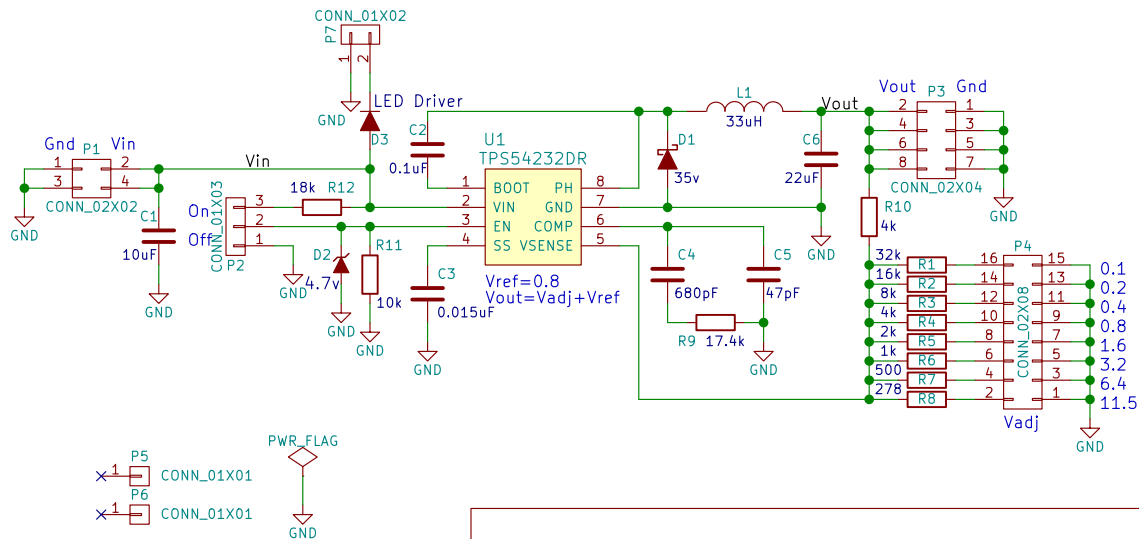 CONN_01X02
P7
1
2
GND
LED Driver
D3
Gnd
Vin
P1
1
2
3
4
CONN_02X02
GND
Vin
C1
10uF
GND
18k
R12
CONN_01X03
On
Off
3
2
1
P2
GND
D2
4.7v
GND
R11
10k
GND
C2
0.1uF
C3
0.015uF
GND
U1
TPS54232DR
1
BOOT
PH
8
2
VIN
GND
7
3
EN
COMP
6
4
SS
VSENSE
5
Vref=0.8
Vout=Vadj+Vref
D1
35v
L1
33uH
Vout
C6
22uF
GND
C4
680pF
C5
47pF
R9
17.4k
GND
Vout
P3
Gnd
2
1
4
3
6
5
8
7
CONN_02X04
GND
R10
4k
P4
CONN_02X08
32k
R1
16
15
0.1
16k
R2
14
13
0.2
8k
R3
12
11
0.4
4k
R4
10
9
0.8
2k
R5
8
7
1.6
1k
R6
6
5
3.2
500
R7
4
3
6.4
278
R8
2
1
11.5
Vadj
GND
P5
1
CONN_01X01
P6
1
CONN_01X01
PWR_FLAG
GND